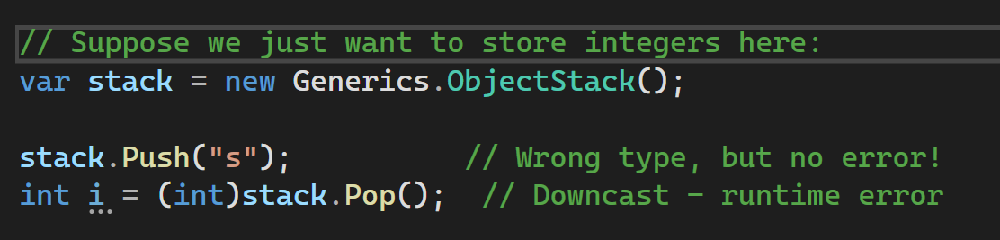 // Suppose we just want to store integers here:
var stack = new Generics.ObjectStack();
stack.Push("s");          // Wrong type, but no error!
int i = (int)stack.Pop();  // Downcast - runtime error